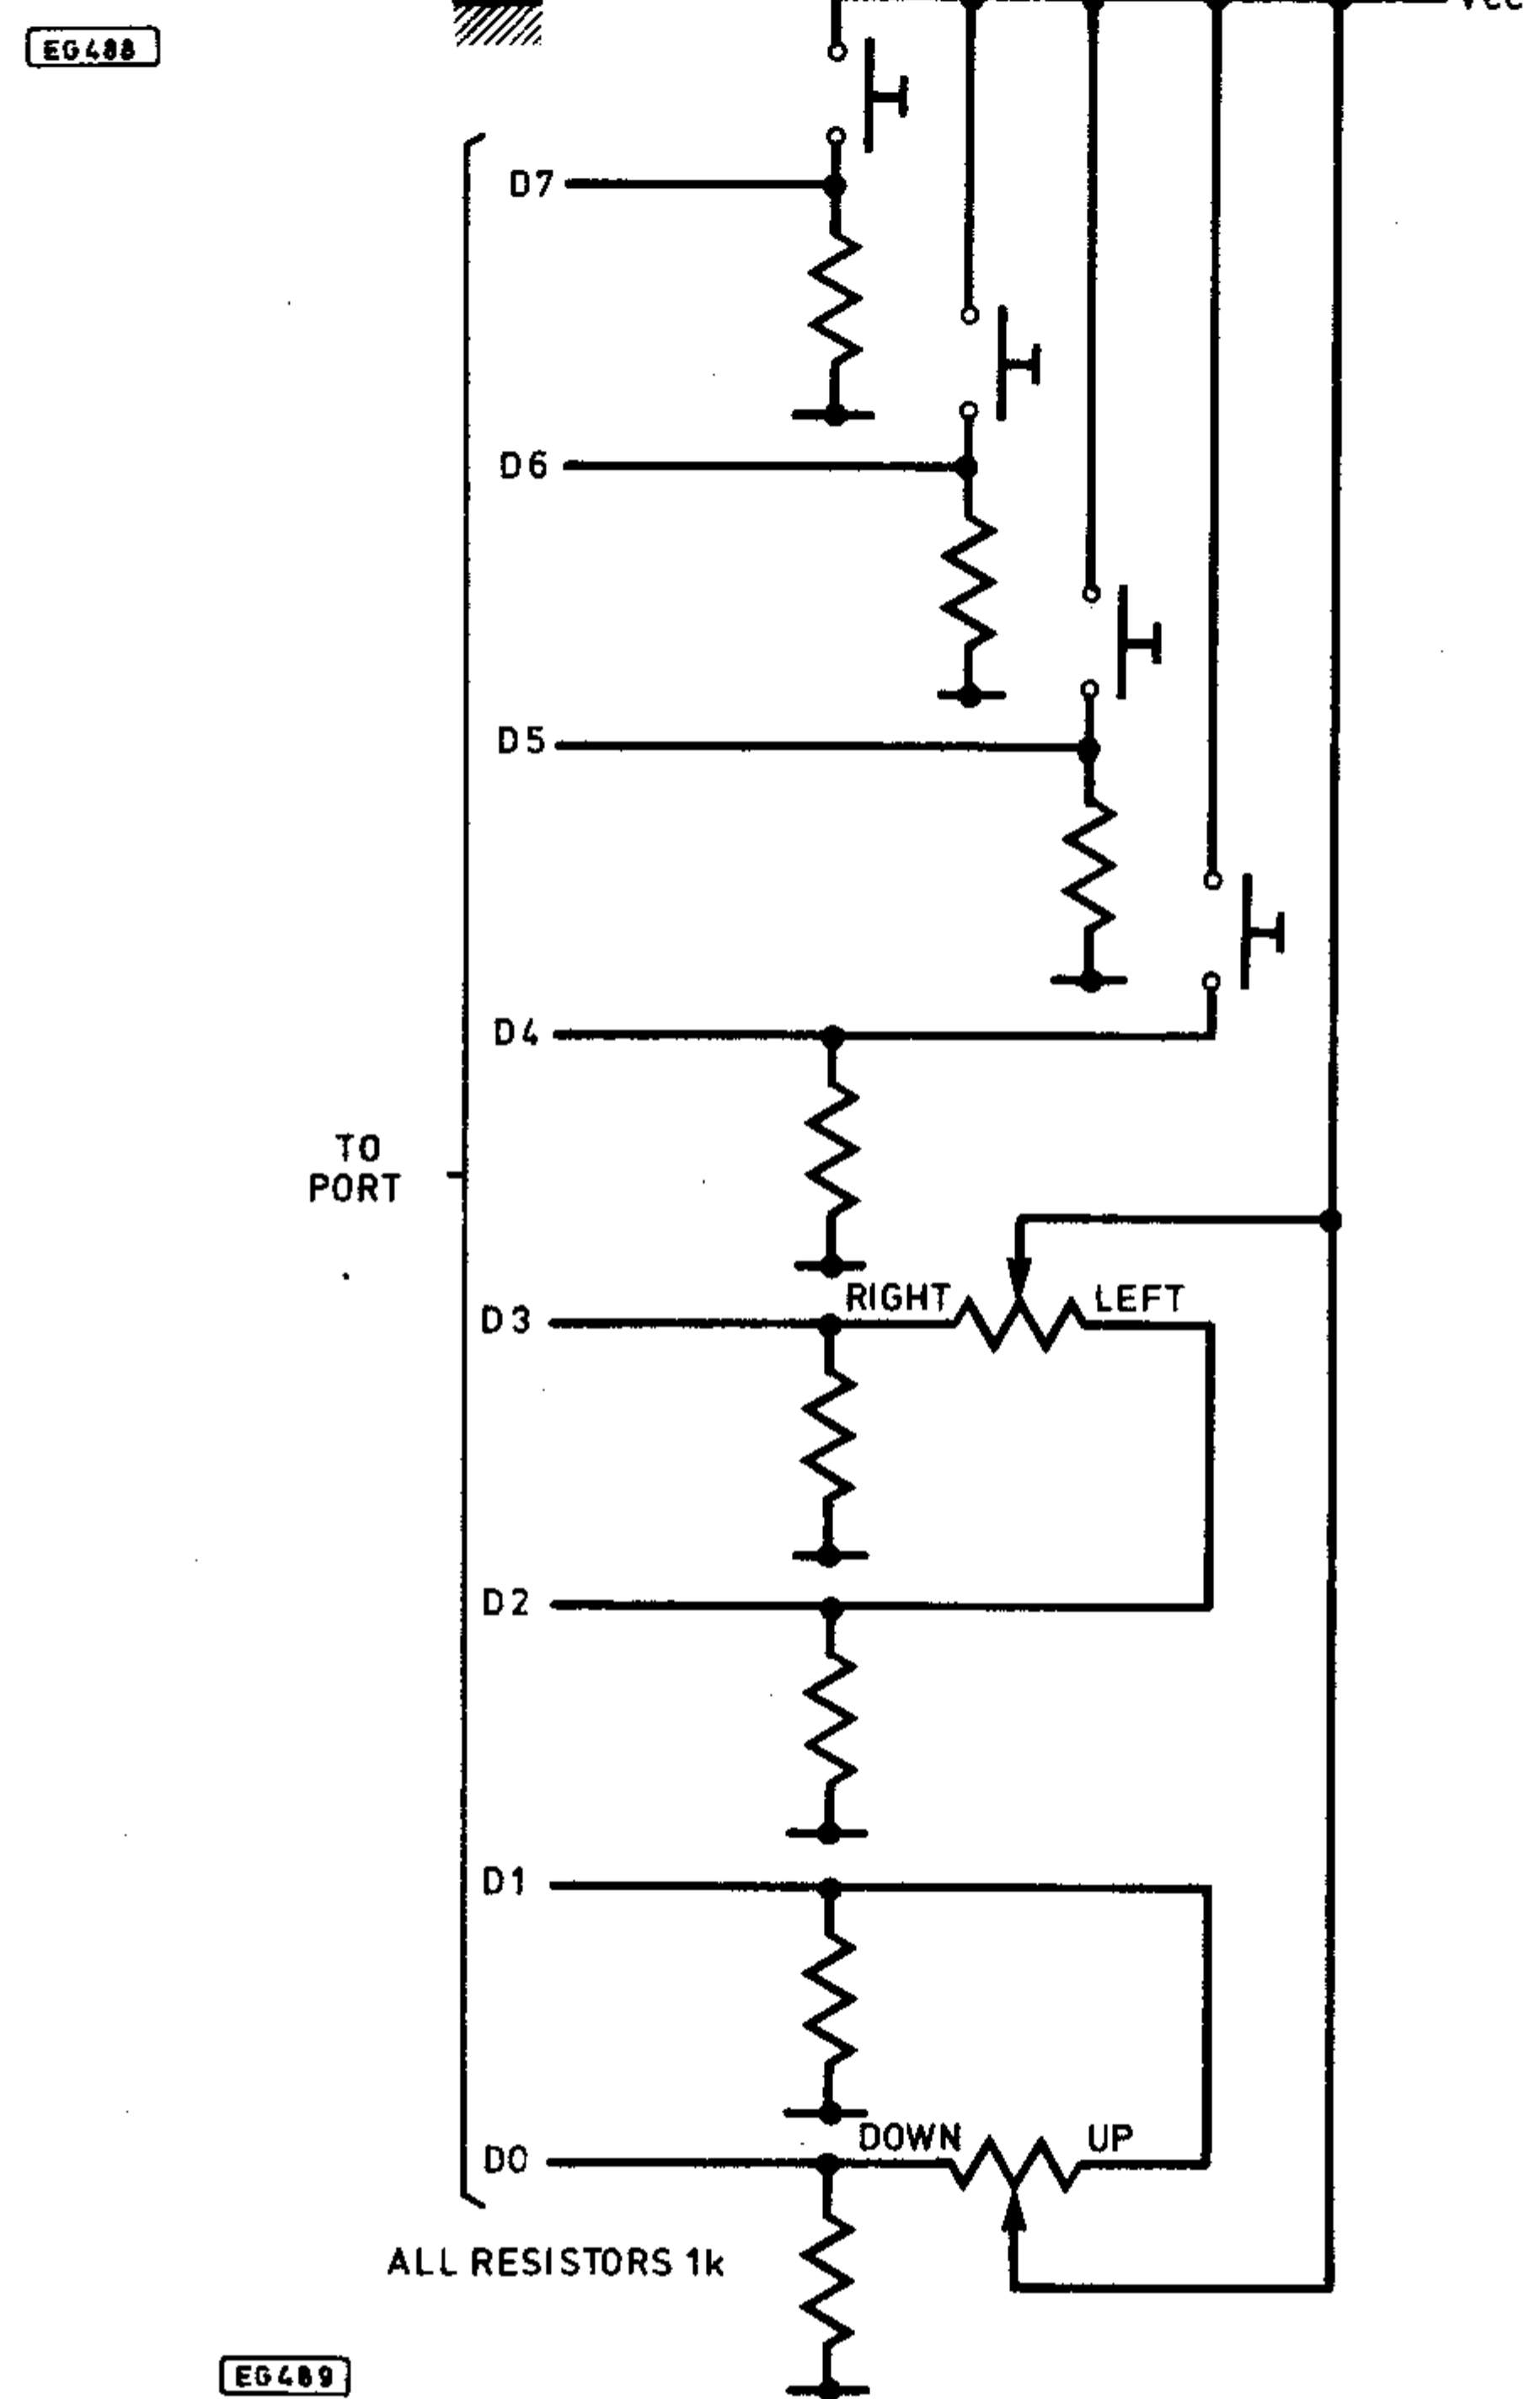 EG488
D7
D6
D5
D4
TO
PORT
RIGHT LEFT
D3
D2
D1
DOWN UP
D0
ALL RESISTORS 1k
EG489